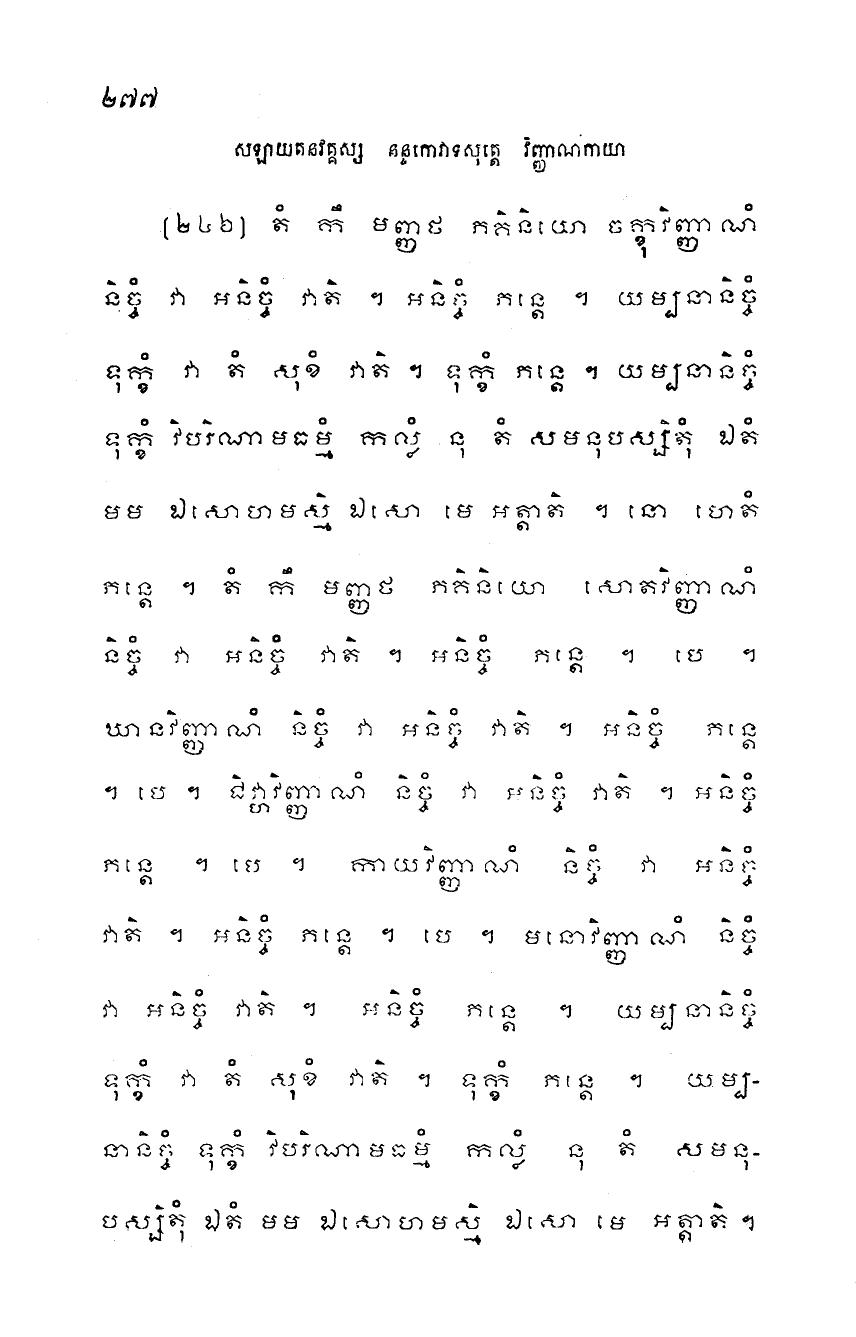 ២៧៧
សឡាយតនវគ្គស្ស នន្ទកោវាទសុត្តេ វិញ្ញាណកាយា
[២៤៦] តំ កឹ មញ្ញថ ភគិនិយោ ចក្ខុវិញ្ញាណំ
និច្ចំ វា អនិច្ចំ វាតិ ។ អនិច្ចំ ភន្តេ ។ យម្បនានិច្ចំ
ទុក្ខំ វា តំ សុខំ វាតិ ។ ទុក្ខំ ភន្តេ ។ យម្បនានិច្ចំ
ទុក្ខំ វិបរិណាមធម្មំ កល្លំ នុ តំ សមនុបស្សិតុំ ឯតំ
មម ឯសោហមស្មិ ឯសោ មេ អត្តាតិ ។ នោ ហេតំ
ភន្តេ ។ តំ កឹ មញ្ញថ ភគិនិយោ សោតវិញ្ញាណំ
និច្ចំ វា អនិច្ចំ វាតិ ។ អនិច្ចំ ភន្តេ ។ បេ ។
ឃានវិញ្ញាណំ និច្ចំ វា អនិច្ចំ វាតិ ។ អនិច្ចំ ភន្តេ
។ បេ ។ ជិវ្ហាវិញ្ញាណំ និច្ចំ វា អនិច្ចំ វាតិ ។ អនិច្ចំ
ភន្តេ ។ បេ ។ កាយវិញ្ញាណំ និច្ចំ វា អនិច្ចំ
វាតិ ។ អនិច្ចំ ភន្តេ ។ បេ ។ មនោវិញ្ញាណំ និច្ចំ
វា អនិច្ចំ វាតិ ។ អនិច្ចំ ភន្តេ ។ យម្បនានិច្ចំ
ទុក្ខំ វា តំ សុខំ វាតិ ។ ទុក្ខំ ភន្តេ ។ យម្ប-
នានិច្ចំ ទុក្ខំ វិបរិណាមធម្មំ កល្លំ នុ តំ សមនុ-
បស្សិតុំ ឯតំ មម ឯសោហមស្មិ ឯសោ មេ អត្តាតិ ។